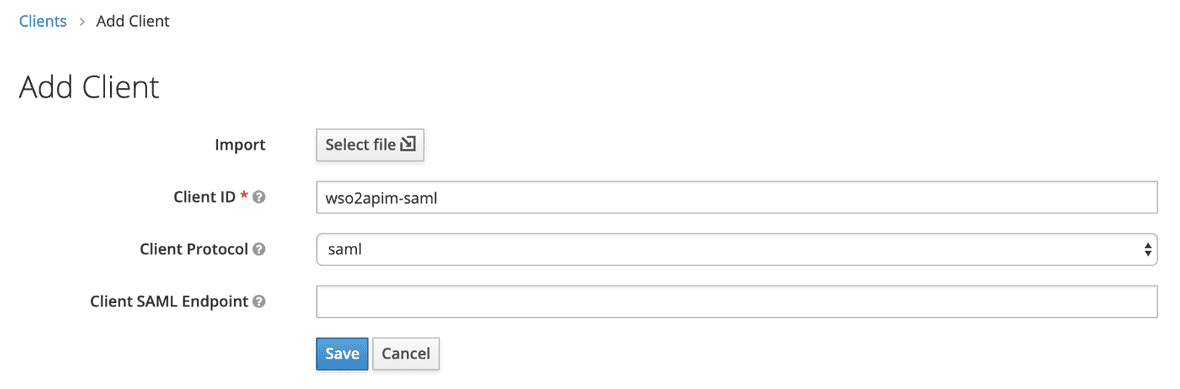 Clients > Add Client
Add Client
Import Select file
Client ID * wso2apim-saml
Client Protocol saml
Client SAML Endpoint
Save Cancel